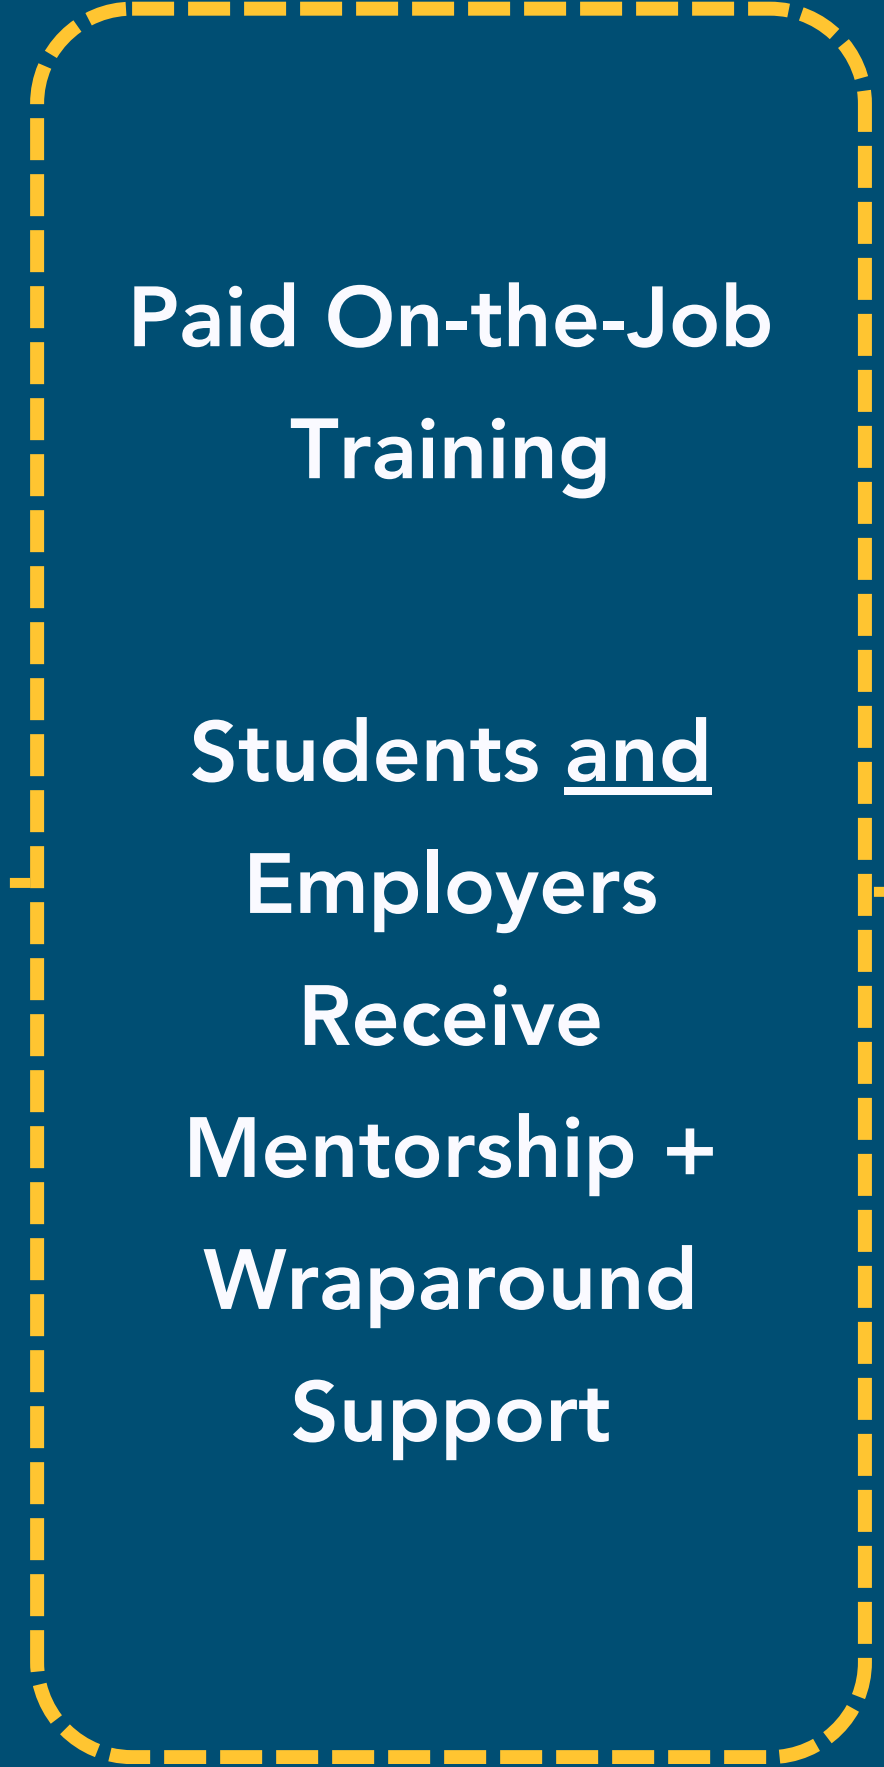 Paid On-the-Job
Training
Students and
Employers
Receive
Mentorship +
Wraparound
Support